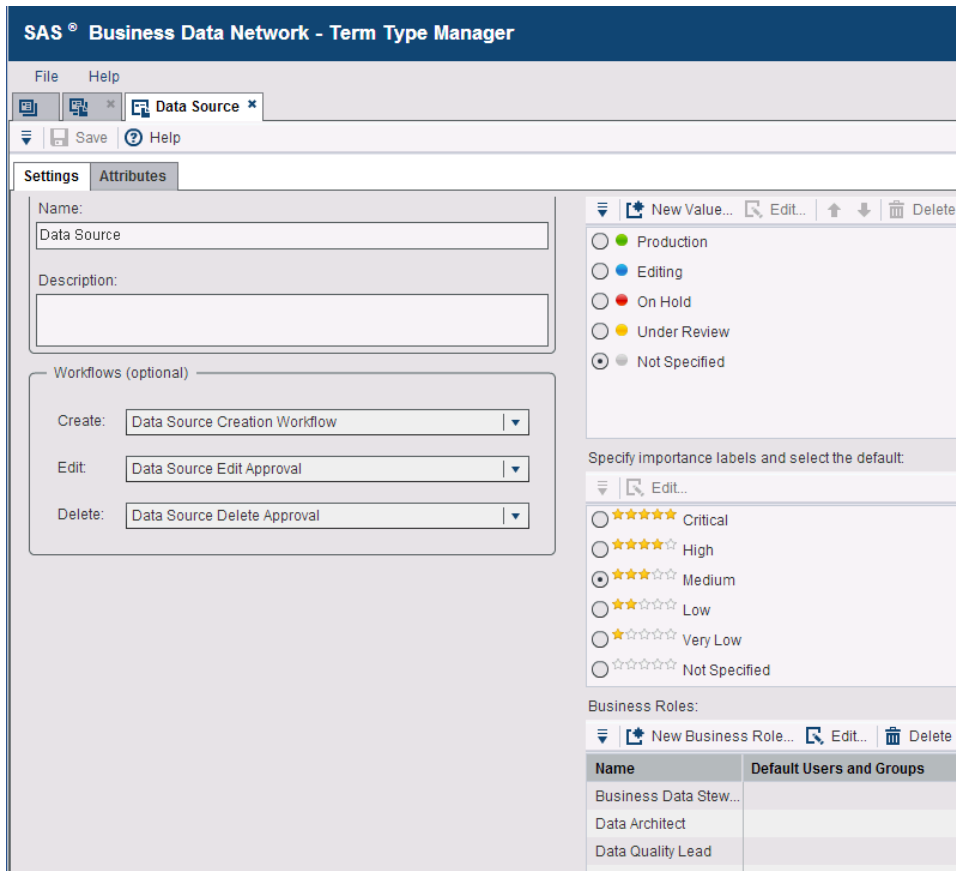 SAS ® Business Data Network - Term Type Manager
File Help
Data Source
Save Help
Settings Attributes
Name:
Data Source
Description:
Workflows (optional)
Create: Data Source Creation Workflow
Edit: Data Source Edit Approval
Delete: Data Source Delete Approval
New Value... Edit... Delete
Production
Editing
On Hold
Under Review
Not Specified
Specify importance labels and select the default:
Edit...
Critical
High
Medium
Low
Very Low
Not Specified
Business Roles:
New Business Role... Edit... Delete
Name Default Users and Groups
Business Data Stew...
Data Architect
Data Quality Lead